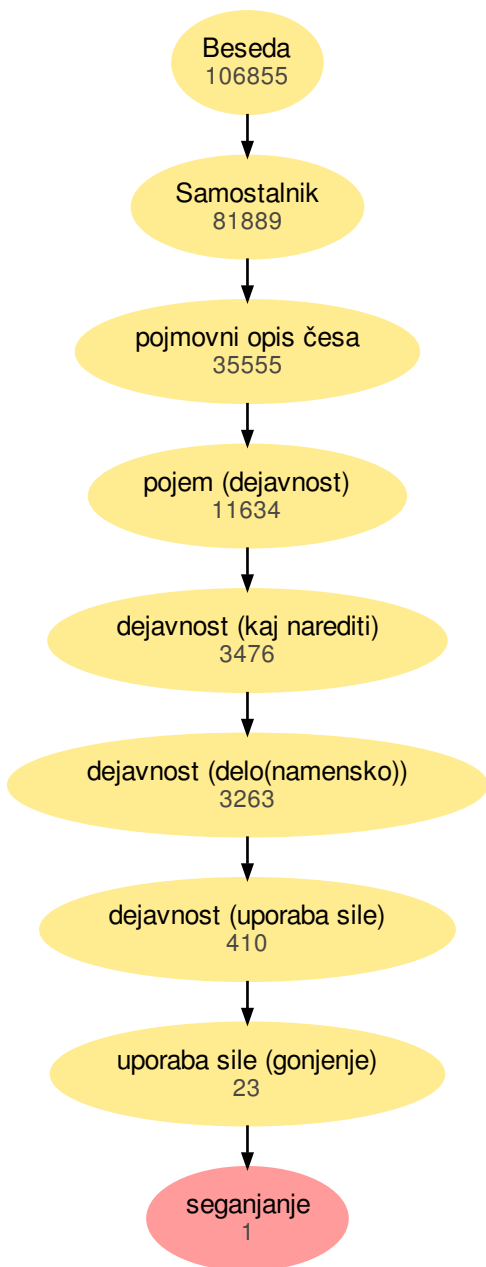 Beseda
106855
Samostalnik
81889
pojmovni opis česa
35555
pojem (dejavnost)
11634
dejavnost (kaj narediti)
3476
dejavnost (delo(namensko))
3263
dejavnost (uporaba sile)
410
uporaba sile (gonjenje)
23
seganjanje
1